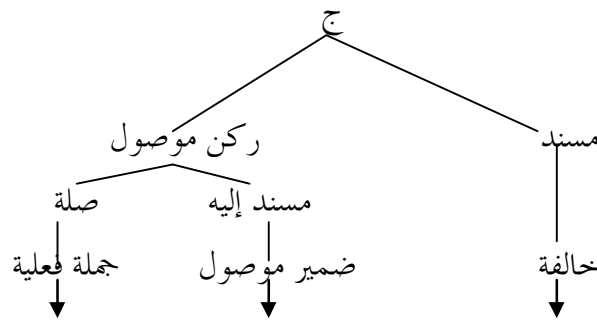 ج
مسند ركن موصول
مسند إليه صلة
خالفة ضمير موصول جملة فعلية